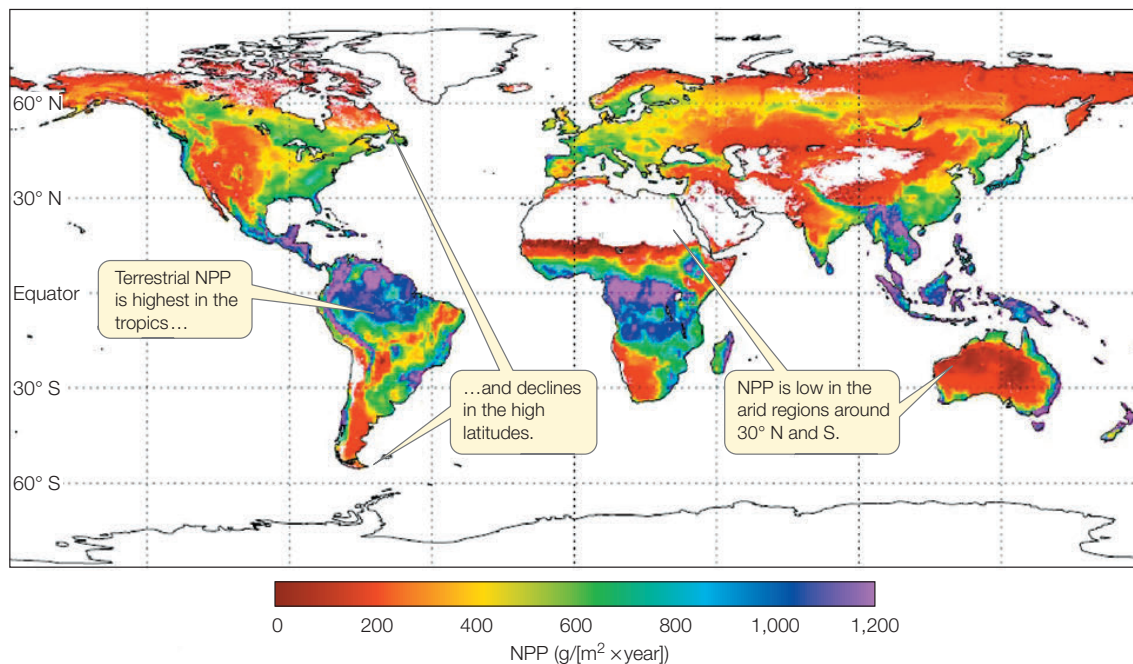 60° N
30° N
Terrestrial NPP
is highest in the
tropics…
Equator
…and declines
in the high
latitudes.
NPP is low in the
arid regions around
30° N and S.
30° S
60° S
0 200 400 600 800 1,000 1,200
NPP (g/[m² × year])